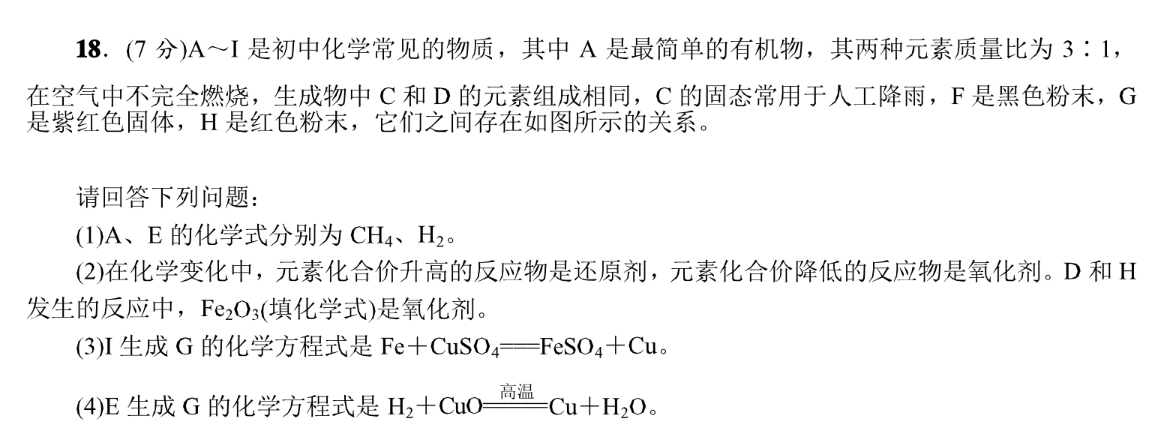 18．(7 分)A～I 是初中化学常见的物质，其中 A 是最简单的有机物，其两种元素质量比为 3∶1，
在空气中不完全燃烧，生成物中 C 和 D 的元素组成相同，C 的固态常用于人工降雨，F 是黑色粉末，G
是紫红色固体，H 是红色粉末，它们之间存在如图所示的关系。
请回答下列问题：
(1)A、E 的化学式分别为 CH₄、H₂。
(2)在化学变化中，元素化合价升高的反应物是还原剂，元素化合价降低的反应物是氧化剂。D 和 H
发生的反应中，Fe₂O₃(填化学式)是氧化剂。
(3)I 生成 G 的化学方程式是 Fe＋CuSO₄═══FeSO₄＋Cu。
高温
(4)E 生成 G 的化学方程式是 H₂＋CuO═══Cu＋H₂O。